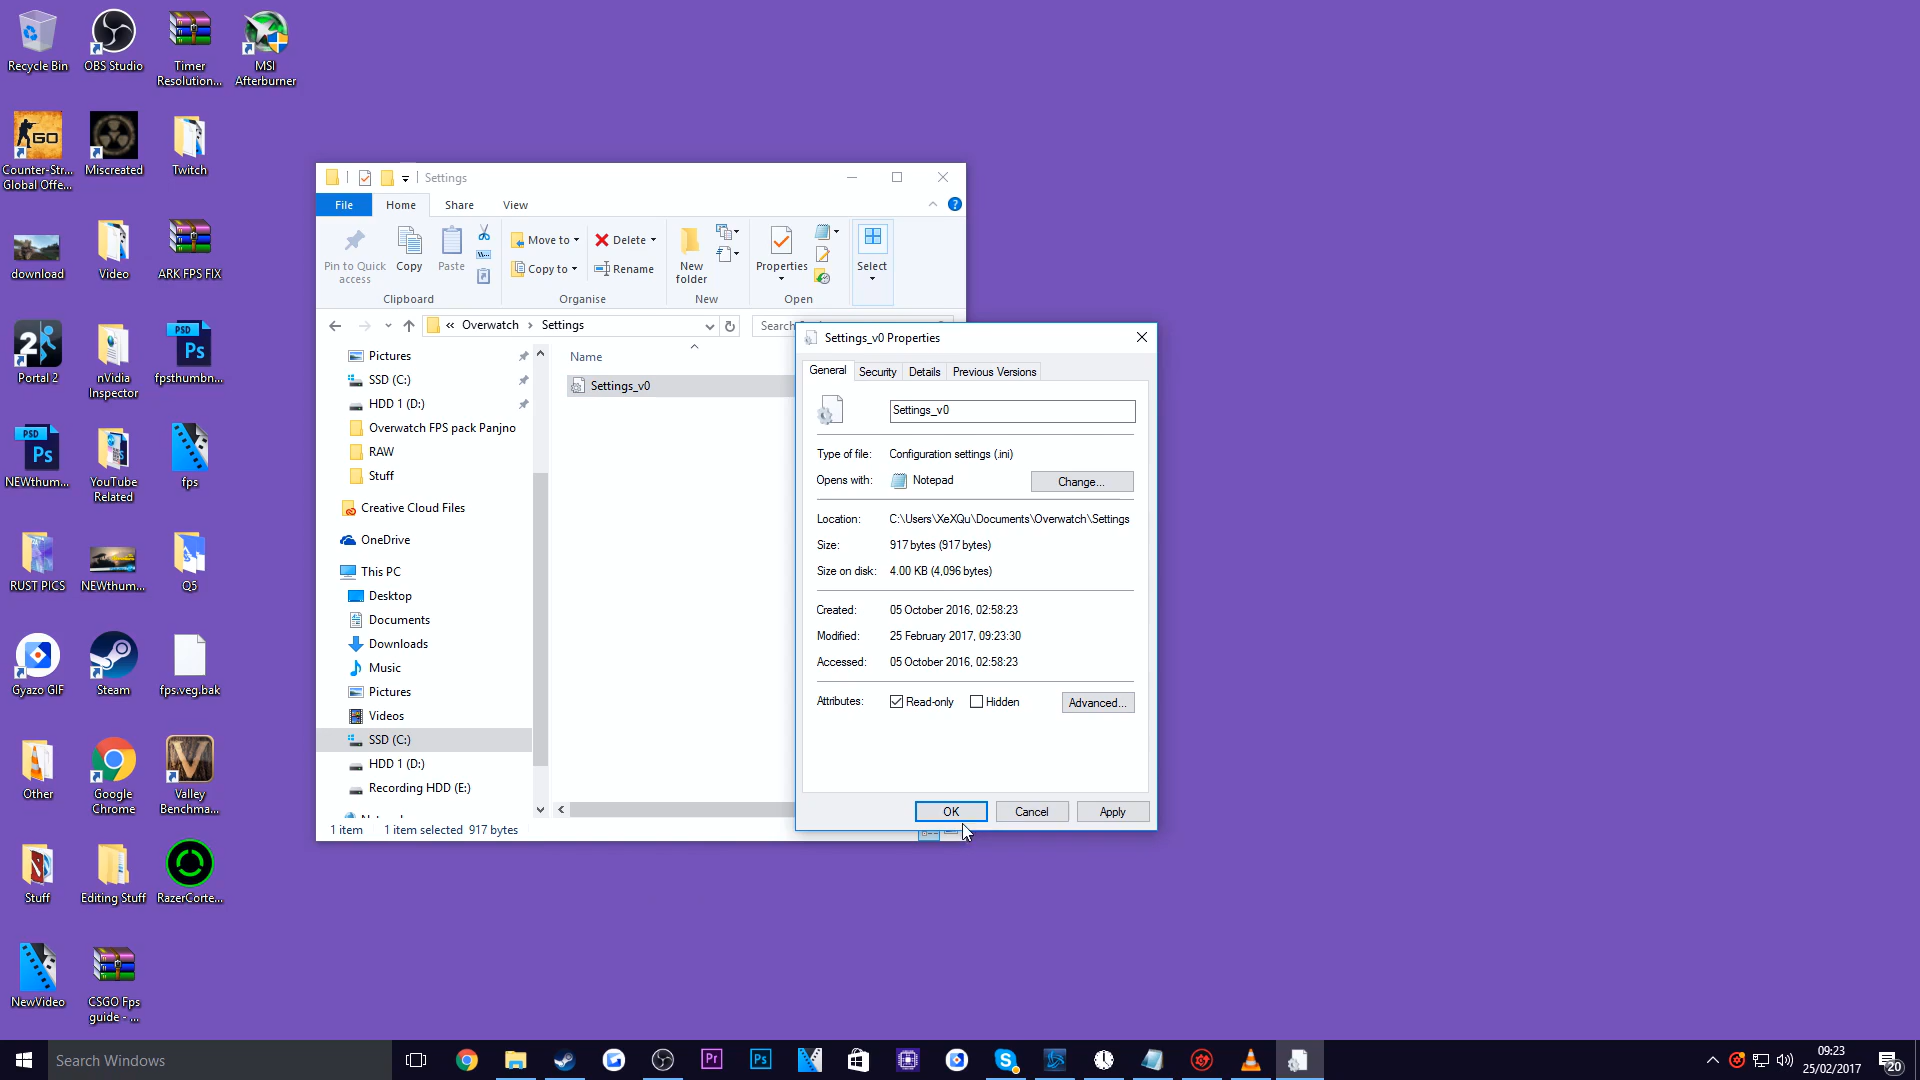 Recycle Bin
OBS Studio
Timer
Resolution...
MSI
Afterburner
GO
Counter-Str...
Global Offe...
Miscreated
Twitch
download
Video
ARK FPS FIX
2
Portal 2
nVidia
Inspector
PSD
Ps
fpsthumbn...
PSD
Ps
NEWthum...
YouTube
Related
fps
RUST PICS
NEWthum...
Q5
Gyazo GIF
Steam
fps.veg.bak
Other
Google
Chrome
V
Valley
Benchma...
Stuff
Editing Stuff
RazerCorte...
NewVideo
CSGO Fps
guide - ...
Settings
File
Home
Share
View
Pin to Quick
access
Copy
Paste
Clipboard
Move to
Copy to
Delete
Rename
Organise
New
folder
New
Properties
Open
Select
« Overwatch › Settings
Search
Pictures
SSD (C:)
HDD 1 (D:)
Overwatch FPS pack Panjno
RAW
Stuff
Creative Cloud Files
OneDrive
This PC
Desktop
Documents
Downloads
Music
Pictures
Videos
SSD (C:)
HDD 1 (D:)
Recording HDD (E:)
Name
Settings_v0
1 item
1 item selected 917 bytes
Settings_v0 Properties
General
Security
Details
Previous Versions
Settings_v0
Type of file: Configuration settings (.ini)
Opens with: Notepad
Change...
Location: C:\Users\XeXQu\Documents\Overwatch\Settings
Size: 917 bytes (917 bytes)
Size on disk: 4.00 KB (4,096 bytes)
Created: 05 October 2016, 02:58:23
Modified: 25 February 2017, 09:23:30
Accessed: 05 October 2016, 02:58:23
Attributes: Read-only Hidden
Advanced...
OK
Cancel
Apply
Search Windows
Pr
Ps
09:23
25/02/2017
20